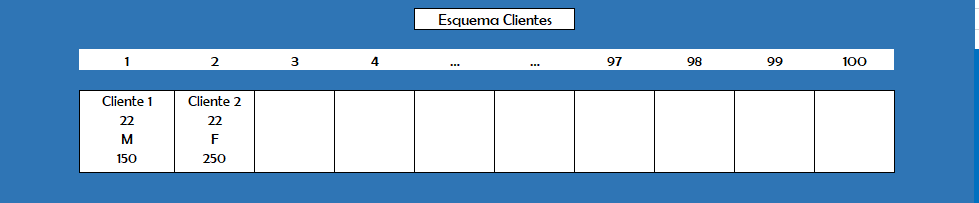 Esquema Clientes
1 2 3 4 ... ... 97 98 99 100
Cliente 1 Cliente 2
22 22
M F
150 250